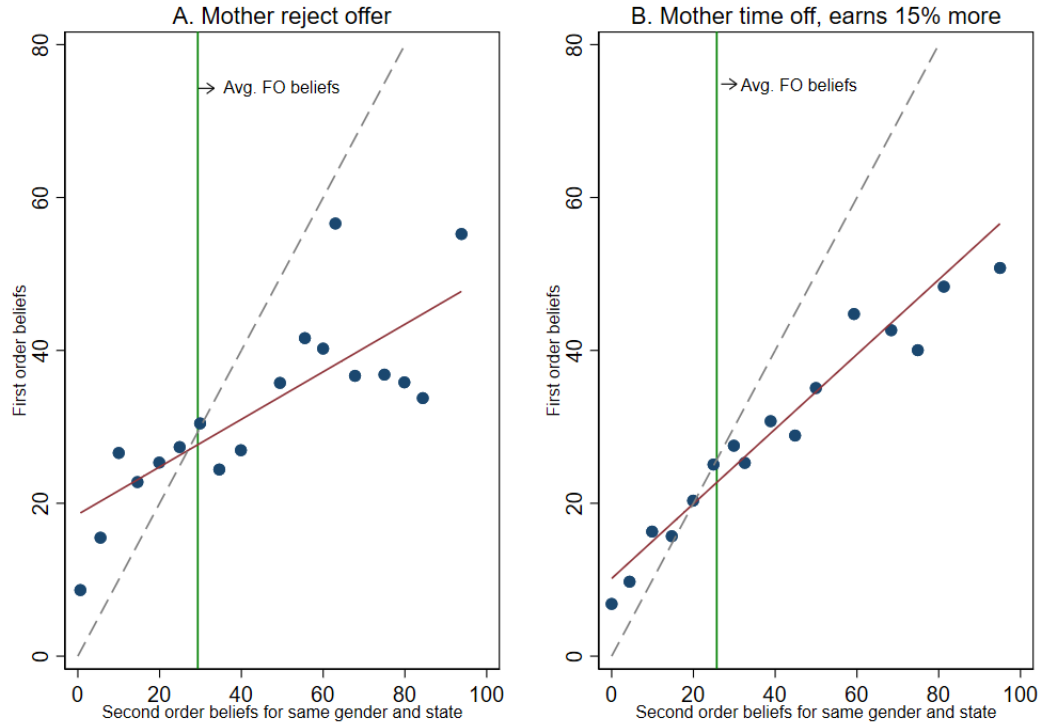 A. Mother reject offer
First order beliefs
80
60
40
20
0
Avg. FO beliefs
0 20 40 60 80 100
Second order beliefs for same gender and state
B. Mother time off, earns 15% more
First order beliefs
80
60
40
20
0
Avg. FO beliefs
0 20 40 60 80 100
Second order beliefs for same gender and state